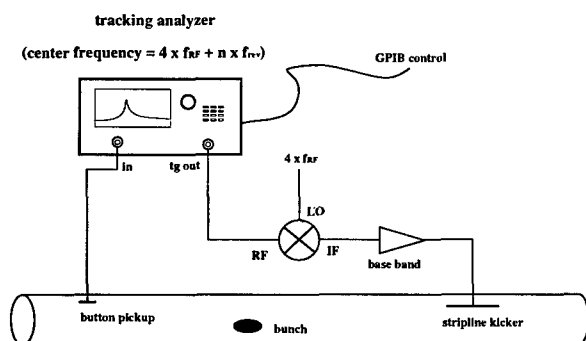 tracking analyzer
(center frequency = 4 x fRF + n x frev)
GPIB control
in
tg out
4 x fRF
LO
RF
IF
base band
button pickup
bunch
stripline kicker